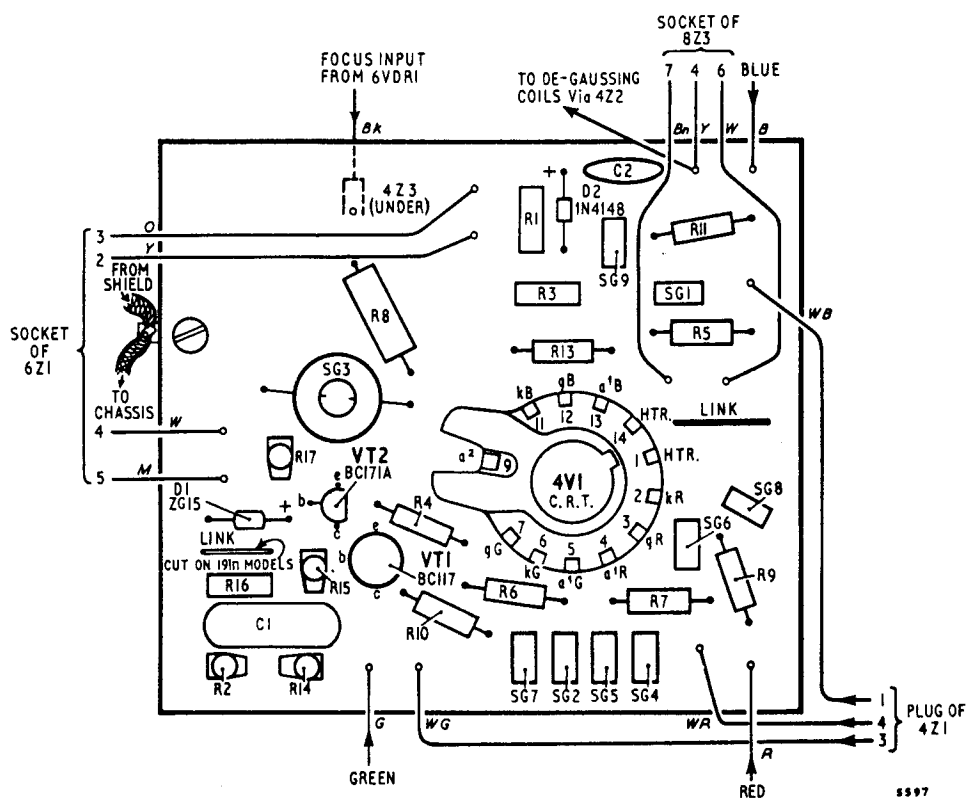 SOCKET OF
8Z3
7 4 6 BLUE
FOCUS INPUT
FROM 6VDR1
TO DE-GAUSSING
COILS Via 4Z2
Bk
Bn Y W B
C2
+
D2
1N4148
4Z3
(UNDER)
R1
R11
SG9
3 O
2 Y
FROM
SHIELD
R3
SG1
WB
R8
R5
SOCKET
OF
6Z1
R13
SG3
TO
CHASSIS
kB gB a¹B
11 12 13
HTR.
14
LINK
4 W
a² 9
1 HTR.
R17
VT2
BC171A
4V1
C.R.T.
2 kR
5 M
D1
ZG15
+
b e c
R4
SG8
3 gR
SG6
LINK
CUT ON 19in MODELS
7 6 5 4
gG kG a¹G a¹R
e b c
VT1
BC117
R16
R15
R6
R7
R9
C1
R10
R2
R14
SG7 SG2 SG5 SG4
G WG
WR
R
1
4
3
PLUG OF
4Z1
GREEN
RED
5597